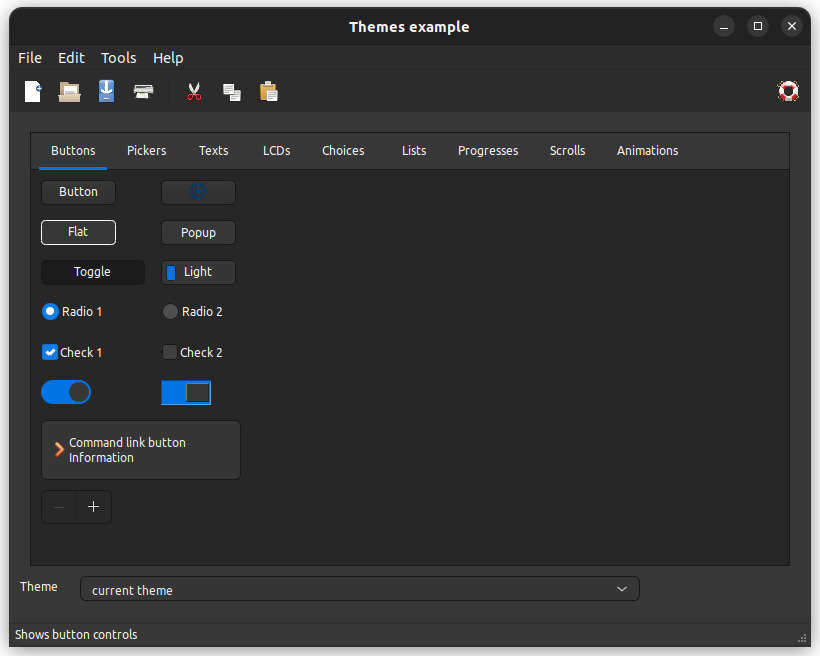 Themes example
File Edit Tools Help
Buttons Pickers Texts LCDs Choices Lists Progresses Scrolls Animations
Button
Flat Popup
Toggle Light
Radio 1 Radio 2
Check 1 Check 2
Command link button
Information
Theme current theme
Shows button controls